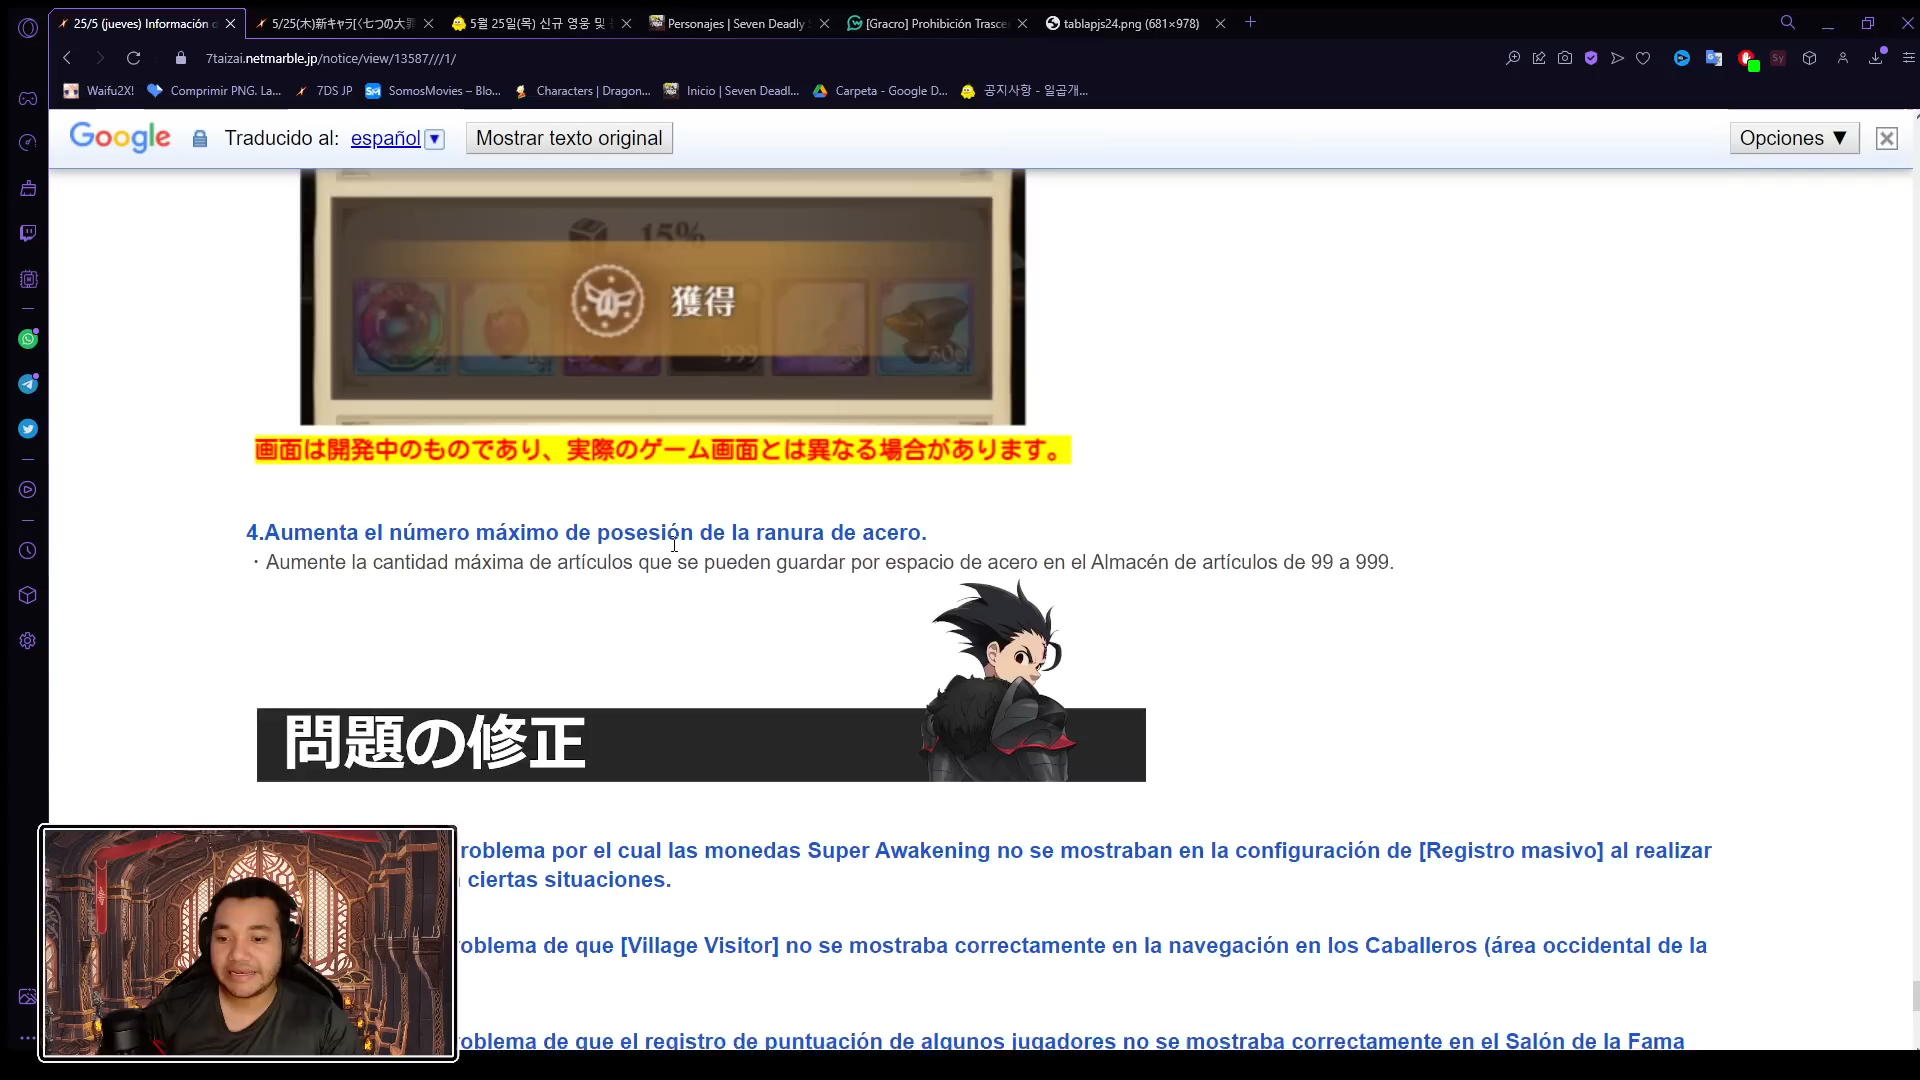 25/5 (jueves) Información d
5/25(木)新キャラ[〈七つの大罪
5월 25일(목) 신규 영웅 및
Personajes | Seven Deadly
[Gracro] Prohibición Trasce
tablapjs24.png (681×978)
7taizai.netmarble.jp/notice/view/13587///1/
Waifu2X!
Comprimir PNG. La...
7DS JP
SomosMovies – Blo...
Characters | Dragon...
Inicio | Seven Deadl...
Carpeta - Google D...
공지사항 - 일곱개...
Google
Traducido al: español
Mostrar texto original
Opciones ▼
15%
獲得
999
300
画面は開発中のものであり、実際のゲーム画面とは異なる場合があります。
4.Aumenta el número máximo de posesión de la ranura de acero.
・Aumente la cantidad máxima de artículos que se pueden guardar por espacio de acero en el Almacén de artículos de 99 a 999.
問題の修正
roblema por el cual las monedas Super Awakening no se mostraban en la configuración de [Registro masivo] al realizar
ciertas situaciones.
oblema de que [Village Visitor] no se mostraba correctamente en la navegación en los Caballeros (área occidental de la
oblema de que el registro de puntuación de algunos jugadores no se mostraba correctamente en el Salón de la Fama